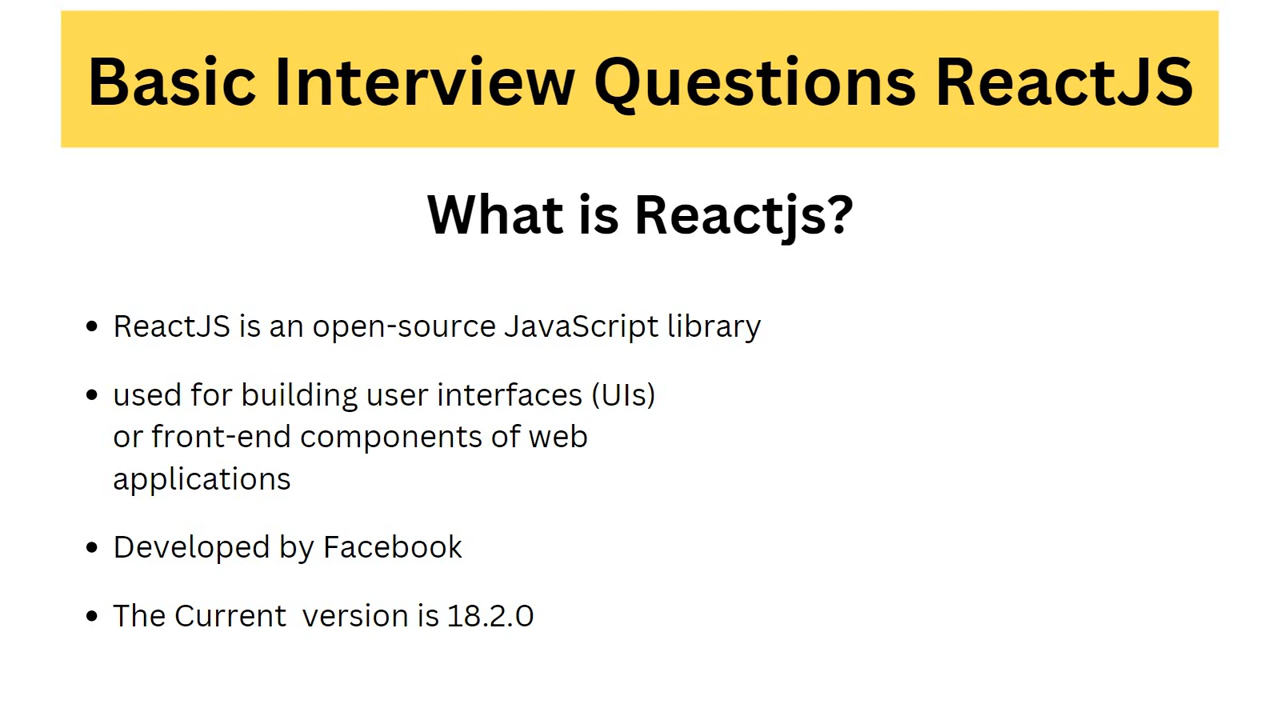 Basic Interview Questions ReactJS
What is Reactjs?
• ReactJS is an open-source JavaScript library
• used for building user interfaces (UIs)
or front-end components of web
applications
• Developed by Facebook
• The Current  version is 18.2.0